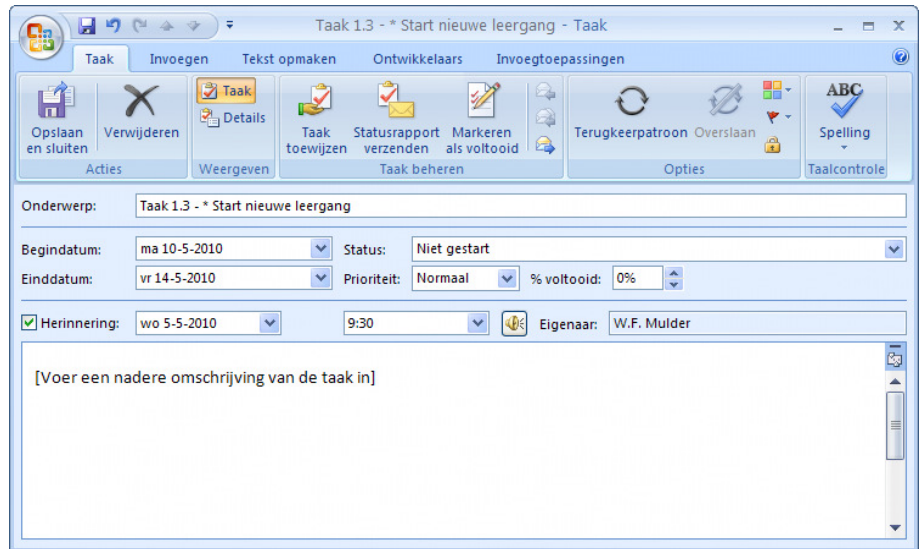 Taak 1.3 - * Start nieuwe leergang - Taak
Taak Invoegen Tekst opmaken Ontwikkelaars Invoegtoepassingen
Opslaan en sluiten
Verwijderen
Acties
Taak
Details
Weergeven
Taak toewijzen
Statusrapport verzenden
Markeren als voltooid
Taak beheren
Terugkeerpatroon
Overslaan
Opties
ABC
Spelling
Taalcontrole
Onderwerp: Taak 1.3 - * Start nieuwe leergang
Begindatum: ma 10-5-2010 Status: Niet gestart
Einddatum: vr 14-5-2010 Prioriteit: Normaal % voltooid: 0%
Herinnering: wo 5-5-2010 9:30 Eigenaar: W.F. Mulder
[Voer een nadere omschrijving van de taak in]